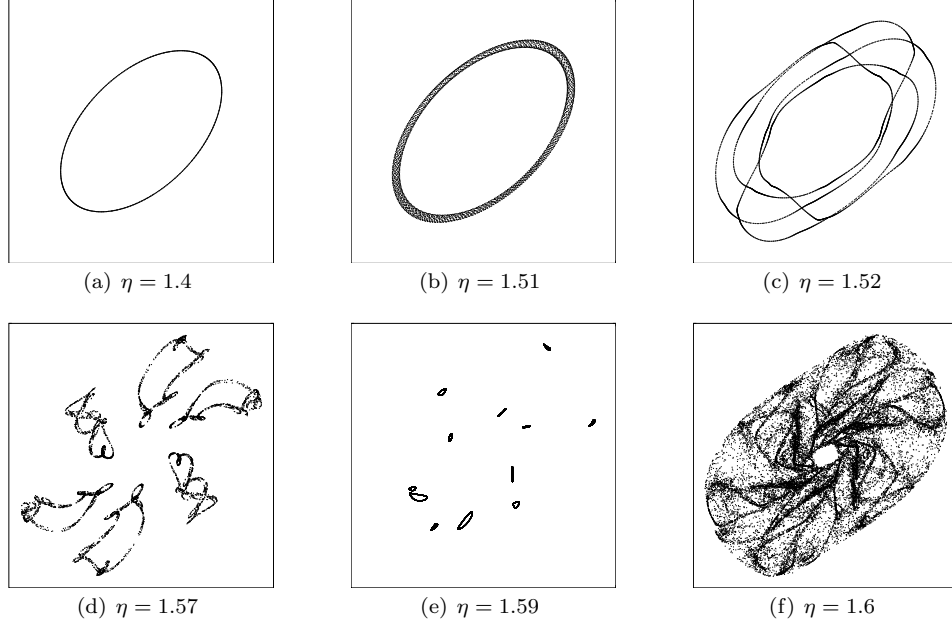 (a) η = 1.4
(b) η = 1.51
(c) η = 1.52
(d) η = 1.57
(e) η = 1.59
(f) η = 1.6